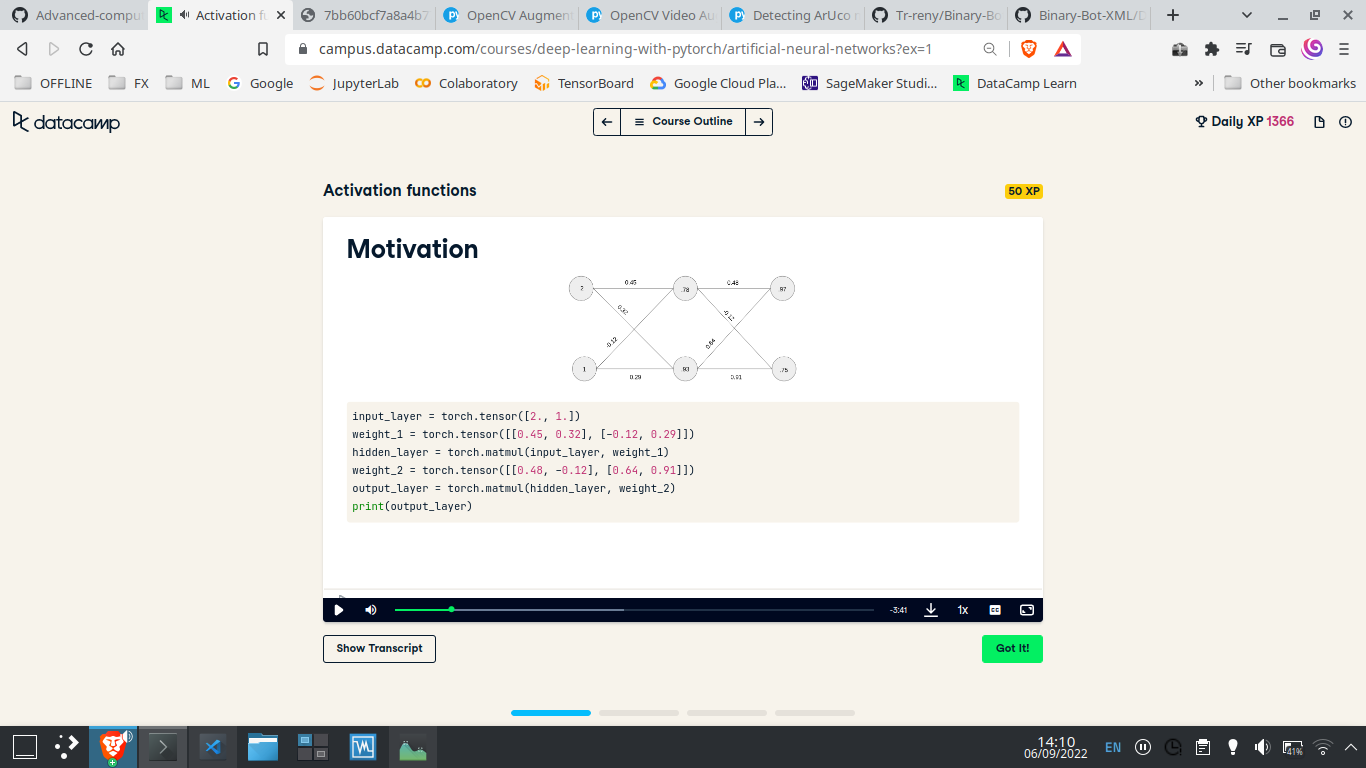 Advanced-compu
Activation fu
7bb60bcf7a8a4b7
OpenCV Augment
OpenCV Video Au
Detecting ArUco m
Tr-reny/Binary-Bo
Binary-Bot-XML/D
campus.datacamp.com/courses/deep-learning-with-pytorch/artificial-neural-networks?ex=1
OFFLINE
FX
ML
Google
JupyterLab
Colaboratory
TensorBoard
Google Cloud Pla...
SageMaker Studi...
DataCamp Learn
»
Other bookmarks
datacamp
Course Outline
Daily XP 1366
Activation functions
50 XP
Motivation
2 0.45 .78 0.48 .97
0.32 -0.12
-0.12 0.64
1 0.29 .93 0.91 .75
input_layer = torch.tensor([2., 1.])
weight_1 = torch.tensor([[0.45, 0.32], [-0.12, 0.29]])
hidden_layer = torch.matmul(input_layer, weight_1)
weight_2 = torch.tensor([[0.48, -0.12], [0.64, 0.91]])
output_layer = torch.matmul(hidden_layer, weight_2)
print(output_layer)
-3:41
1x
CC
Show Transcript
Got It!
14:10
06/09/2022
EN
41%